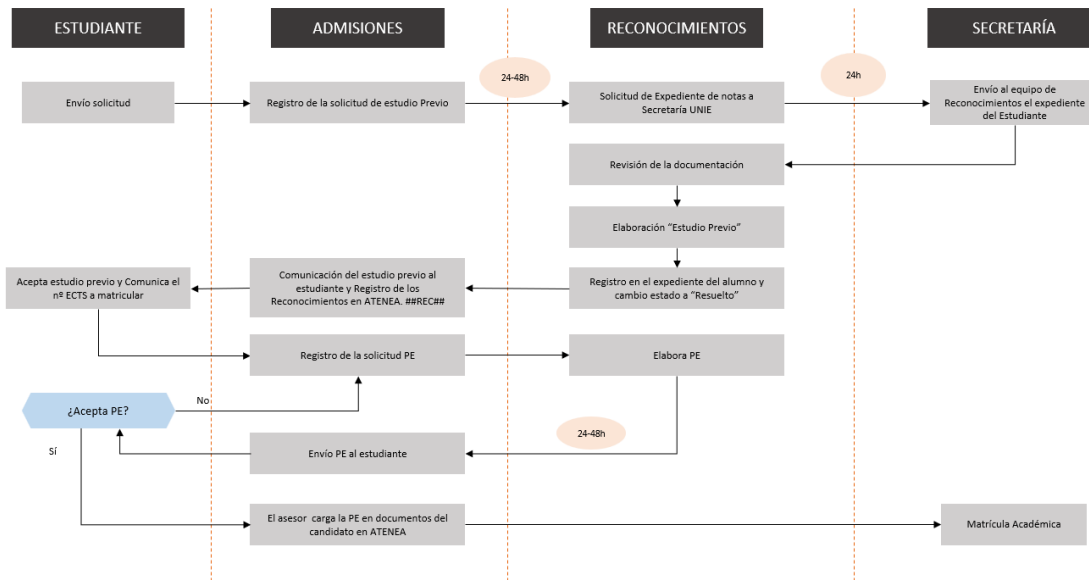 ESTUDIANTE
ADMISIONES
RECONOCIMIENTOS
SECRETARÍA
24-48h
24h
Envío solicitud
Registro de la solicitud de estudio Previo
Solicitud de Expediente de notas a
Secretaría UNIE
Envío al equipo de
Reconocimientos el expediente
del Estudiante
Revisión de la documentación
Elaboración “Estudio Previo”
Acepta estudio previo y Comunica el
nº ECTS a matricular
Comunicación del estudio previo al
estudiante y Registro de los
Reconocimientos en ATENEA. ##REC##
Registro en el expediente del alumno y
cambio estado a “Resuelto”
Registro de la solicitud PE
Elabora PE
¿Acepta PE?
No
Sí
24-48h
Envío PE al estudiante
El asesor carga la PE en documentos del
candidato en ATENEA
Matrícula Académica